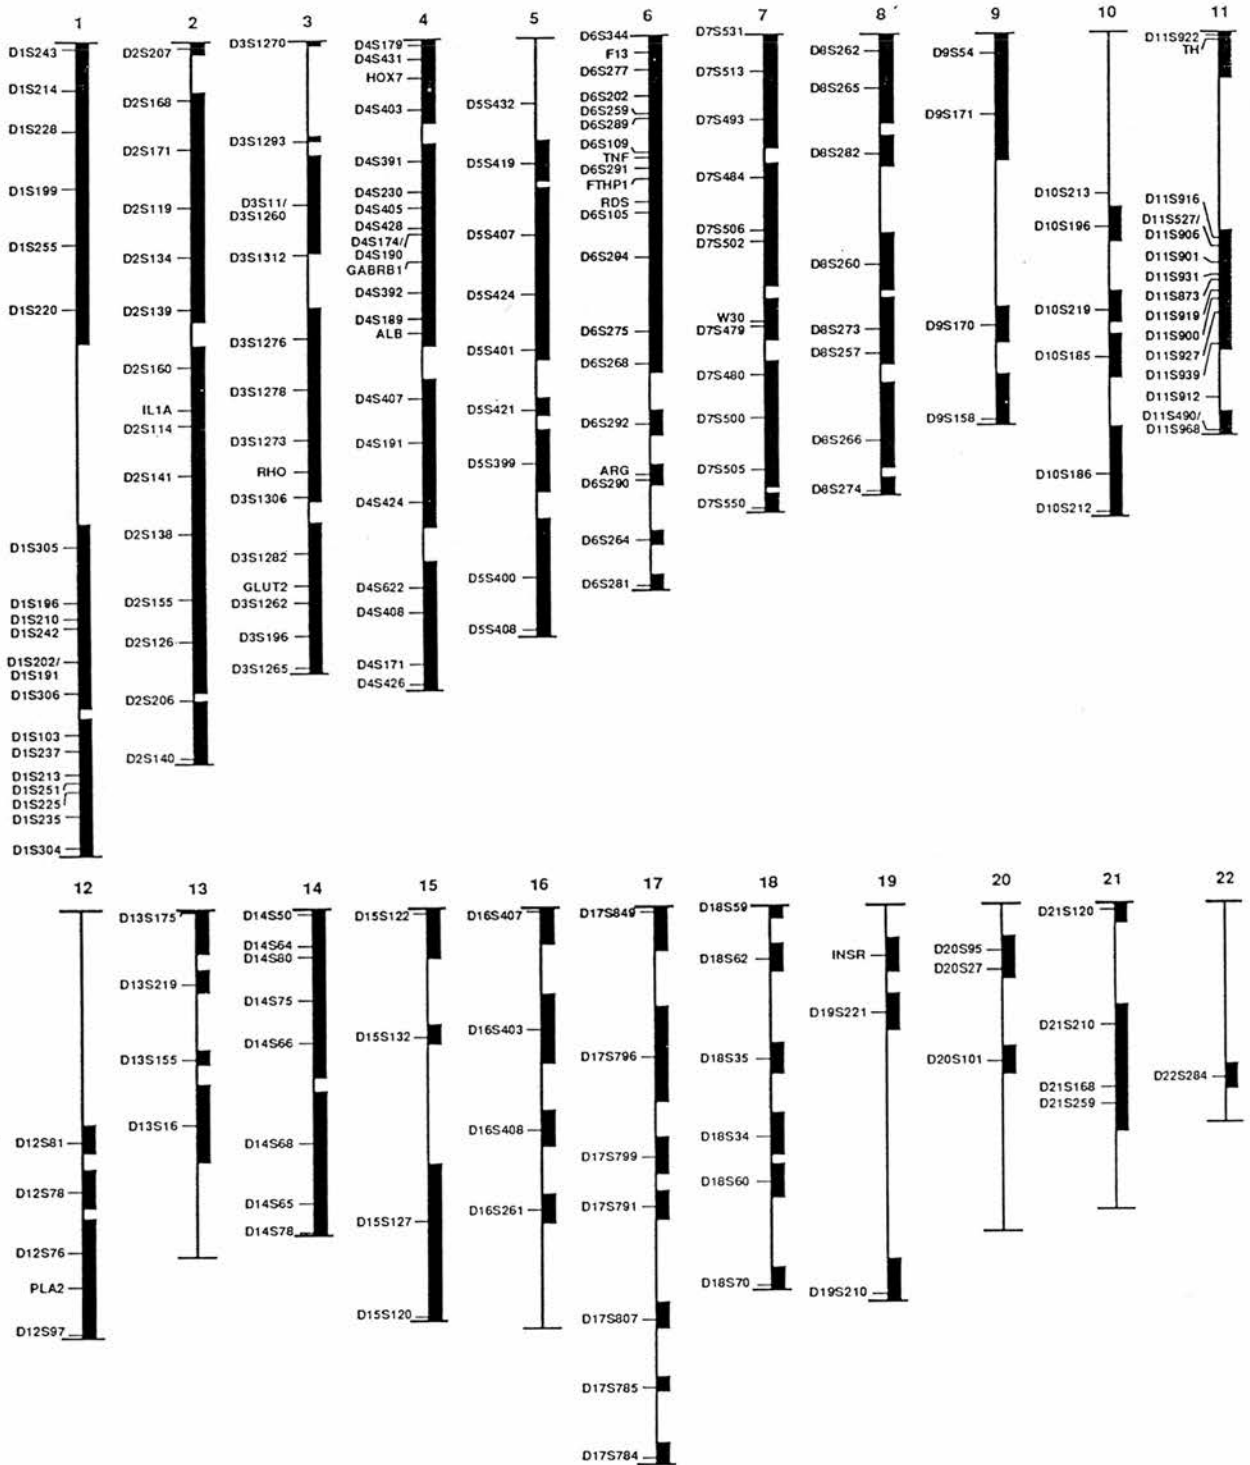 1
D1S243
D1S214
D1S228
D1S199
D1S255
D1S220
D1S305
D1S196
D1S210
D1S242
D1S202/
D1S191
D1S306
D1S103
D1S237
D1S213
D1S251
D1S225
D1S235
D1S304
2
D2S207
D2S168
D2S171
D2S119
D2S134
D2S139
D2S160
IL1A
D2S114
D2S141
D2S138
D2S155
D2S126
D2S206
D2S140
3
D3S1270
D3S1293
D3S11/
D3S1260
D3S1312
D3S1276
D3S1278
D3S1273
RHO
D3S1306
D3S1282
GLUT2
D3S1262
D3S196
D3S1265
4
D4S179
D4S431
HOX7
D4S403
D4S391
D4S230
D4S405
D4S428
D4S174/
D4S190
GABRB1
D4S392
D4S189
ALB
D4S407
D4S191
D4S424
D4S622
D4S408
D4S171
D4S426
5
D5S432
D5S419
D5S407
D5S424
D5S401
D5S421
D5S399
D5S400
D5S408
6
D6S344
F13
D6S277
D6S202
D6S259
D6S289
D6S109
TNF
D6S291
FTHP1
RDS
D6S105
D6S294
D6S275
D6S268
D6S292
ARG
D6S290
D6S264
D6S281
7
D7S531
D7S513
D7S493
D7S484
D7S506
D7S502
W30
D7S479
D7S480
D7S500
D7S505
D7S550
8
D8S262
D8S265
D8S282
D8S260
D8S273
D8S257
D8S266
D8S274
9
D9S54
D9S171
D9S170
D9S158
10
D10S213
D10S196
D10S219
D10S185
D10S186
D10S212
11
D11S922
TH
D11S916
D11S527/
D11S906
D11S901
D11S931
D11S873
D11S919
D11S900
D11S927
D11S939
D11S912
D11S490/
D11S968
12
D12S81
D12S78
D12S76
PLA2
D12S97
13
D13S175
D13S219
D13S155
D13S16
14
D14S50
D14S64
D14S80
D14S75
D14S66
D14S68
D14S65
D14S78
15
D15S122
D15S132
D15S127
D15S120
16
D16S407
D16S403
D16S408
D16S261
17
D17S849
D17S796
D17S799
D17S791
D17S807
D17S785
D17S784
18
D18S59
D18S62
D18S35
D18S34
D18S60
D18S70
19
INSR
D19S221
D19S210
20
D20S95
D20S27
D20S101
21
D21S120
D21S210
D21S168
D21S259
22
D22S284